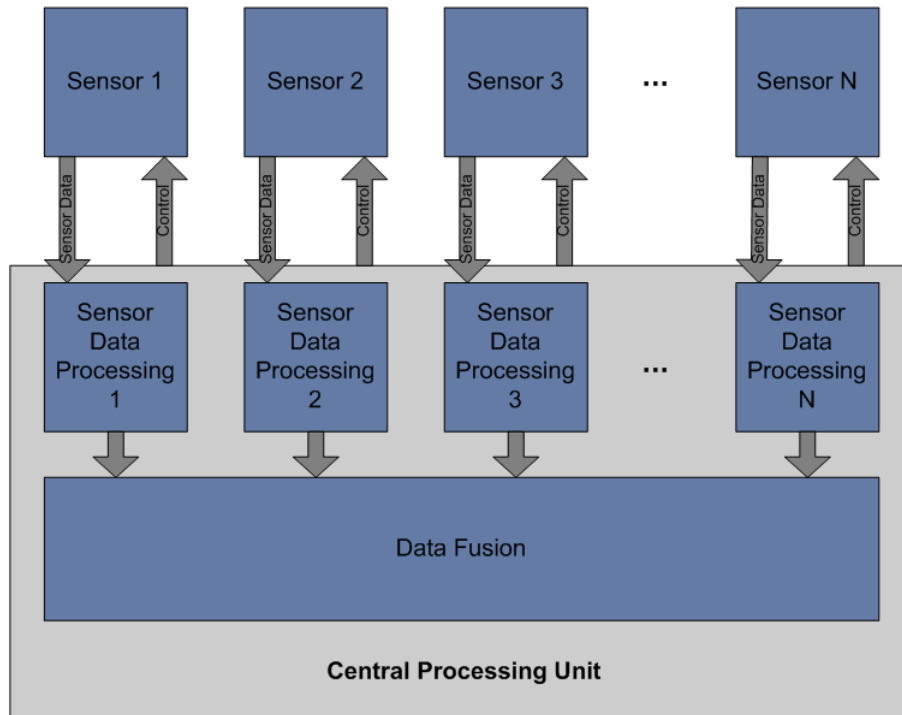 Sensor 1
Sensor 2
Sensor 3
...
Sensor N
Sensor Data
Control
Sensor Data
Control
Sensor Data
Control
Sensor Data
Control
Sensor
Data
Processing
1
Sensor
Data
Processing
2
Sensor
Data
Processing
3
...
Sensor
Data
Processing
N
Data Fusion
Central Processing Unit